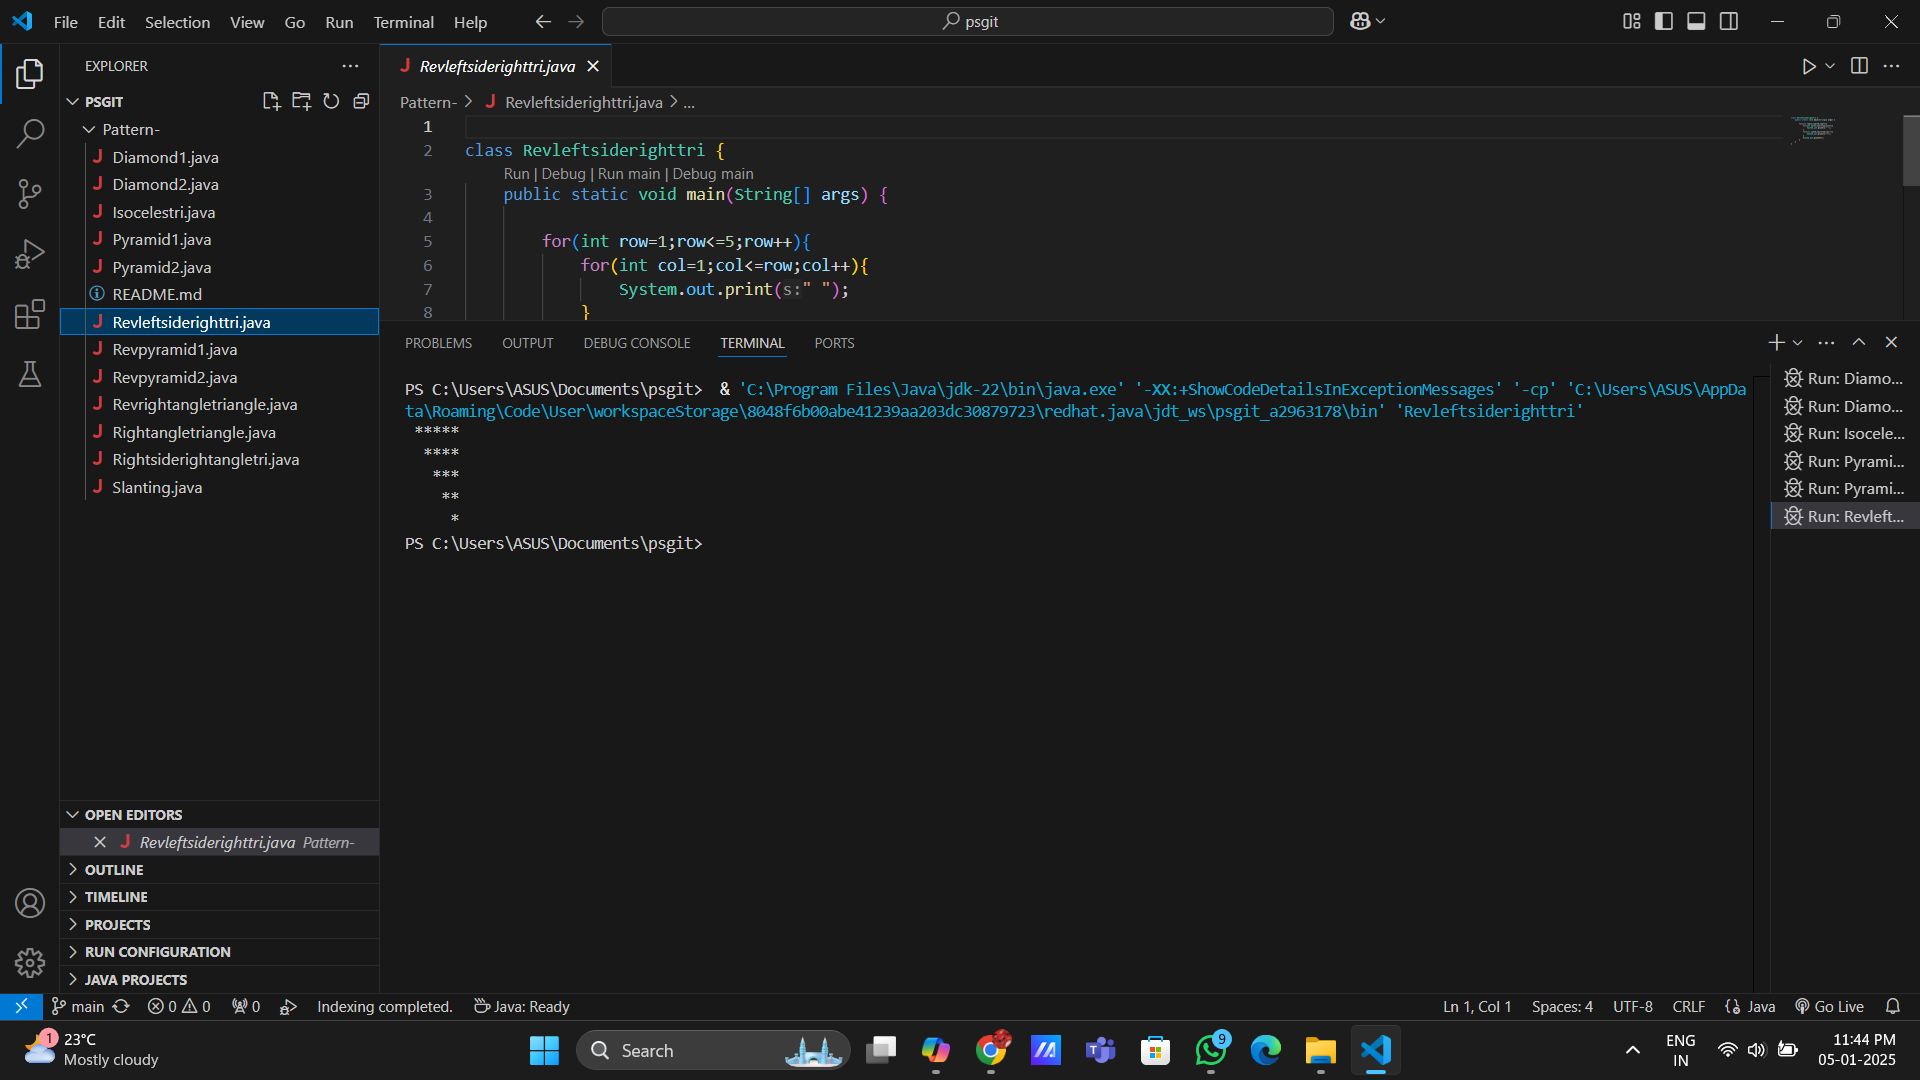 File Edit Selection View Go Run Terminal Help
psgit
EXPLORER
PSGIT
Pattern-
Diamond1.java
Diamond2.java
Isocelestri.java
Pyramid1.java
Pyramid2.java
README.md
Revleftsiderighttri.java
Revpyramid1.java
Revpyramid2.java
Revrightangletriangle.java
Rightangletriangle.java
Rightsiderightangletri.java
Slanting.java
OPEN EDITORS
Revleftsiderighttri.java Pattern-
OUTLINE
TIMELINE
PROJECTS
RUN CONFIGURATION
JAVA PROJECTS
Revleftsiderighttri.java
Pattern- > Revleftsiderighttri.java > ...
1
2 class Revleftsiderighttri {
Run | Debug | Run main | Debug main
3 public static void main(String[] args) {
4
5 for(int row=1;row<=5;row++){
6 for(int col=1;col<=row;col++){
7 System.out.print(s:" ");
8 }
PROBLEMS OUTPUT DEBUG CONSOLE TERMINAL PORTS
PS C:\Users\ASUS\Documents\psgit> & 'C:\Program Files\Java\jdk-22\bin\java.exe' '-XX:+ShowCodeDetailsInExceptionMessages' '-cp' 'C:\Users\ASUS\AppDa
ta\Roaming\Code\User\workspaceStorage\8048f6b00abe41239aa203dc30879723\redhat.java\jdt_ws\psgit_a2963178\bin' 'Revleftsiderighttri'
 *****
  ****
   ***
    **
     *
PS C:\Users\ASUS\Documents\psgit>
Run: Diamo...
Run: Diamo...
Run: Isocele...
Run: Pyrami...
Run: Pyrami...
Run: Revleft...
main 0 0 0 Indexing completed. Java: Ready
Ln 1, Col 1 Spaces: 4 UTF-8 CRLF Java Go Live
1
23°C
Mostly cloudy
Search
9
ENG
IN
11:44 PM
05-01-2025